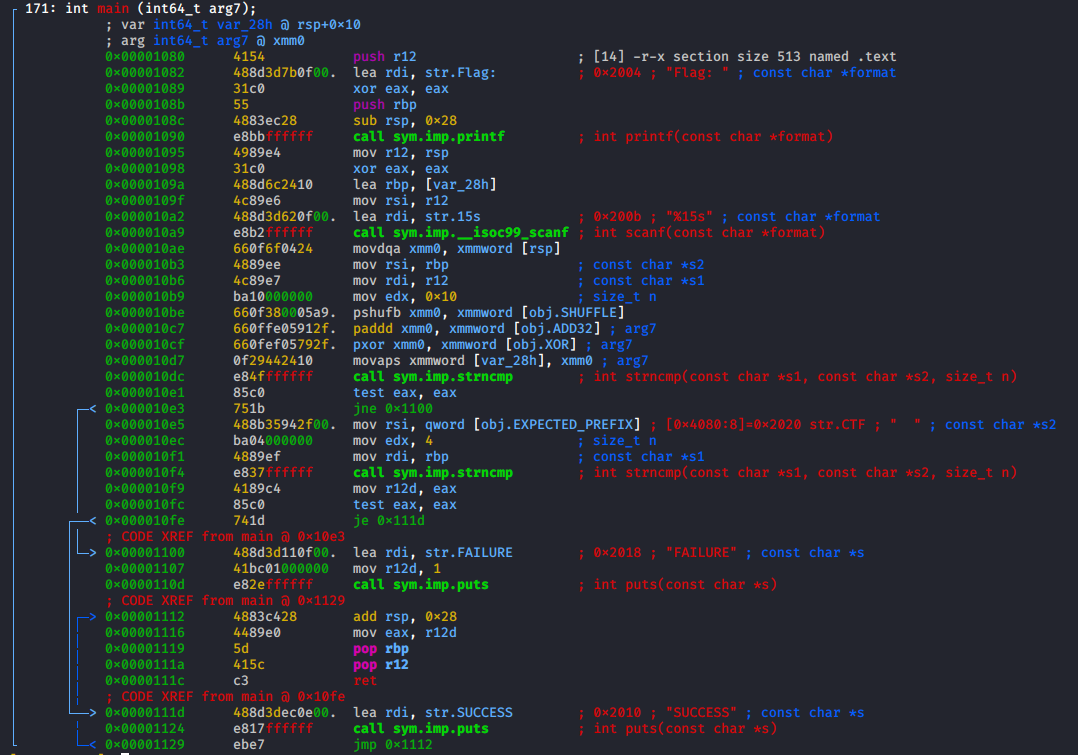 171: int main (int64_t arg7);
; var int64_t var_28h @ rsp+0×10
; arg int64_t arg7 @ xmm0
0×00001080 4154 push r12 ; [14] -r-x section size 513 named .text
0×00001082 488d3d7b0f00. lea rdi, str.Flag: ; 0×2004 ; "Flag: " ; const char *format
0×00001089 31c0 xor eax, eax
0×0000108b 55 push rbp
0×0000108c 4883ec28 sub rsp, 0×28
0×00001090 e8bbffffff call sym.imp.printf ; int printf(const char *format)
0×00001095 4989e4 mov r12, rsp
0×00001098 31c0 xor eax, eax
0×0000109a 488d6c2410 lea rbp, [var_28h]
0×0000109f 4c89e6 mov rsi, r12
0×000010a2 488d3d620f00. lea rdi, str.15s ; 0×200b ; "%15s" ; const char *format
0×000010a9 e8b2ffffff call sym.imp.__isoc99_scanf ; int scanf(const char *format)
0×000010ae 660f6f0424 movdqa xmm0, xmmword [rsp]
0×000010b3 4889ee mov rsi, rbp ; const char *s2
0×000010b6 4c89e7 mov rdi, r12 ; const char *s1
0×000010b9 ba10000000 mov edx, 0×10 ; size_t n
0×000010be 660f380005a9. pshufb xmm0, xmmword [obj.SHUFFLE]
0×000010c7 660ffe05912f. paddd xmm0, xmmword [obj.ADD32] ; arg7
0×000010cf 660fef05792f. pxor xmm0, xmmword [obj.XOR] ; arg7
0×000010d7 0f29442410 movaps xmmword [var_28h], xmm0 ; arg7
0×000010dc e84fffffff call sym.imp.strncmp ; int strncmp(const char *s1, const char *s2, size_t n)
0×000010e1 85c0 test eax, eax
0×000010e3 751b jne 0×1100
0×000010e5 488b35942f00. mov rsi, qword [obj.EXPECTED_PREFIX] ; [0×4080:8]=0×2020 str.CTF ; "  " ; const char *s2
0×000010ec ba04000000 mov edx, 4 ; size_t n
0×000010f1 4889ef mov rdi, rbp ; const char *s1
0×000010f4 e837ffffff call sym.imp.strncmp ; int strncmp(const char *s1, const char *s2, size_t n)
0×000010f9 4189c4 mov r12d, eax
0×000010fc 85c0 test eax, eax
0×000010fe 741d je 0×111d
; CODE XREF from main @ 0×10e3
0×00001100 488d3d110f00. lea rdi, str.FAILURE ; 0×2018 ; "FAILURE" ; const char *s
0×00001107 41bc01000000 mov r12d, 1
0×0000110d e82effffff call sym.imp.puts ; int puts(const char *s)
; CODE XREF from main @ 0×1129
0×00001112 4883c428 add rsp, 0×28
0×00001116 4489e0 mov eax, r12d
0×00001119 5d pop rbp
0×0000111a 415c pop r12
0×0000111c c3 ret
; CODE XREF from main @ 0×10fe
0×0000111d 488d3dec0e00. lea rdi, str.SUCCESS ; 0×2010 ; "SUCCESS" ; const char *s
0×00001124 e817ffffff call sym.imp.puts ; int puts(const char *s)
0×00001129 ebe7 jmp 0×1112